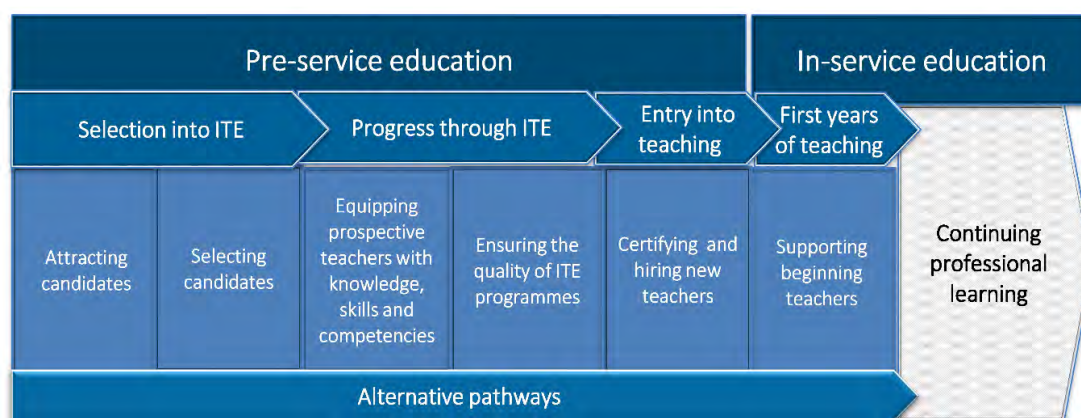 Pre-service education
In-service education
Selection into ITE
Progress through ITE
Entry into
teaching
First years
of teaching
Attracting
candidates
Selecting
candidates
Equipping
prospective
teachers with
knowledge,
skills and
competencies
Ensuring the
quality of ITE
programmes
Certifying and
hiring new
teachers
Supporting
beginning
teachers
Continuing
professional
learning
Alternative pathways